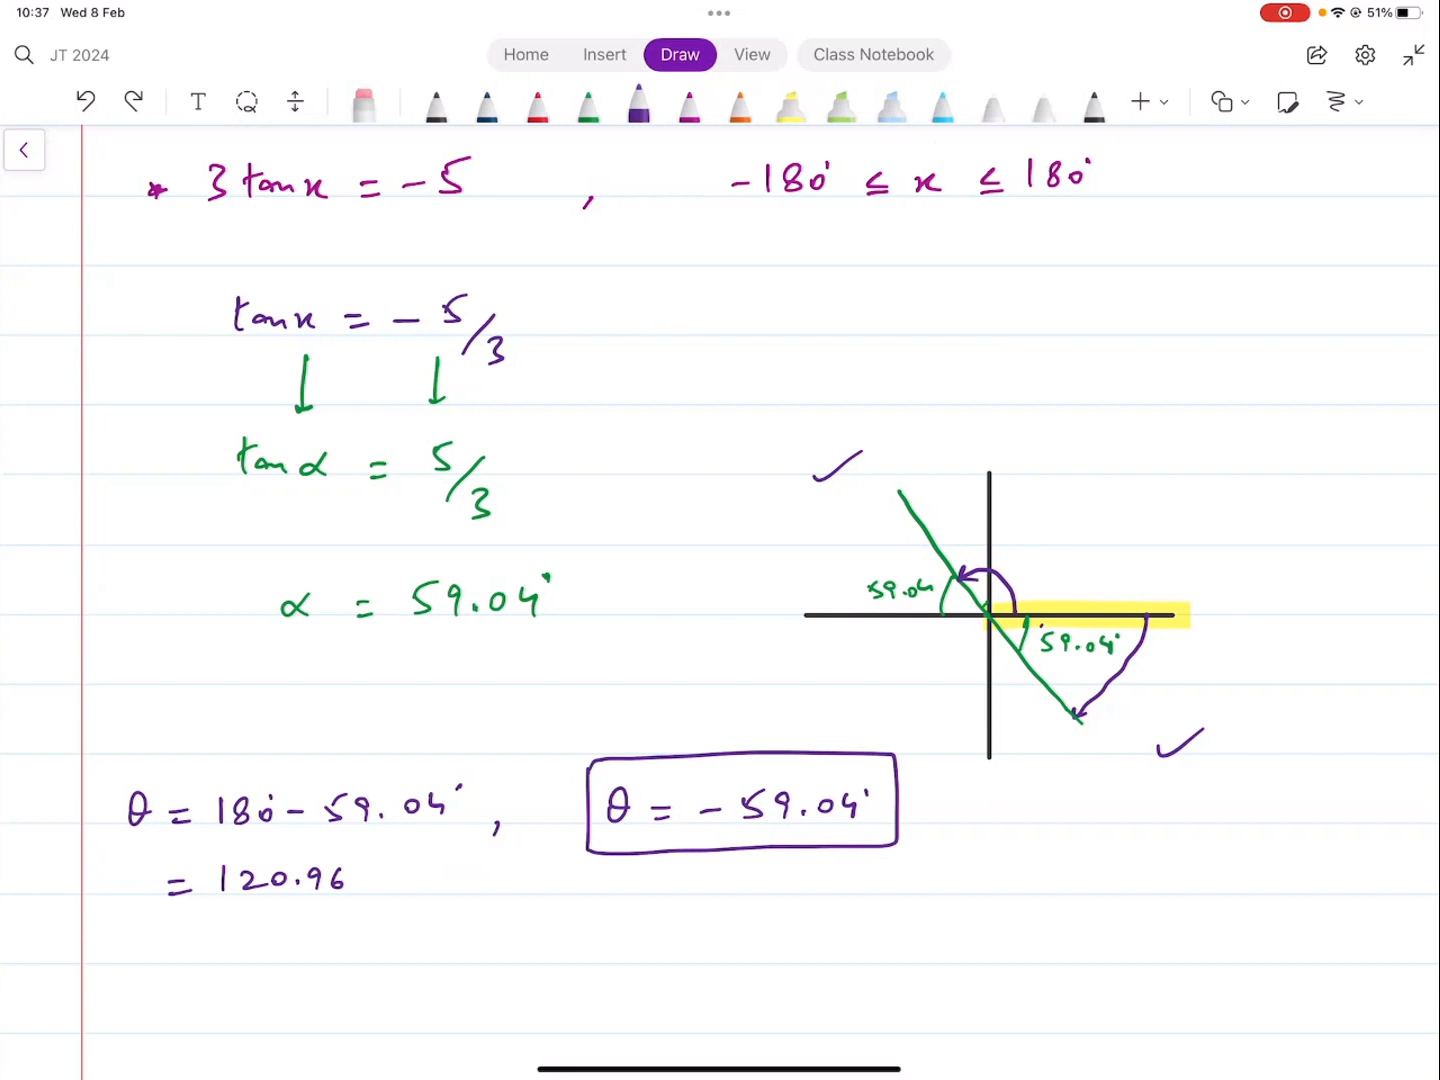 10:37 Wed 8 Feb
51%
JT 2024
Home Insert Draw View Class Notebook
T
* 3 tan x = -5 , -180° ≤ x ≤ 180°
tan x = - 5/3
tan α = 5/3
α = 59.04°
59.04
59.04°
θ = 180° - 59.04° , θ = - 59.04°
= 120.96